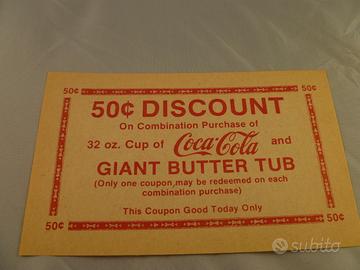 50¢ 50¢
50¢ DISCOUNT
On Combination Purchase of
32 oz. Cup of Coca-Cola and
GIANT BUTTER TUB
(Only one coupon may be redeemed on each
combination purchase)
This Coupon Good Today Only
50¢ 50¢
subito